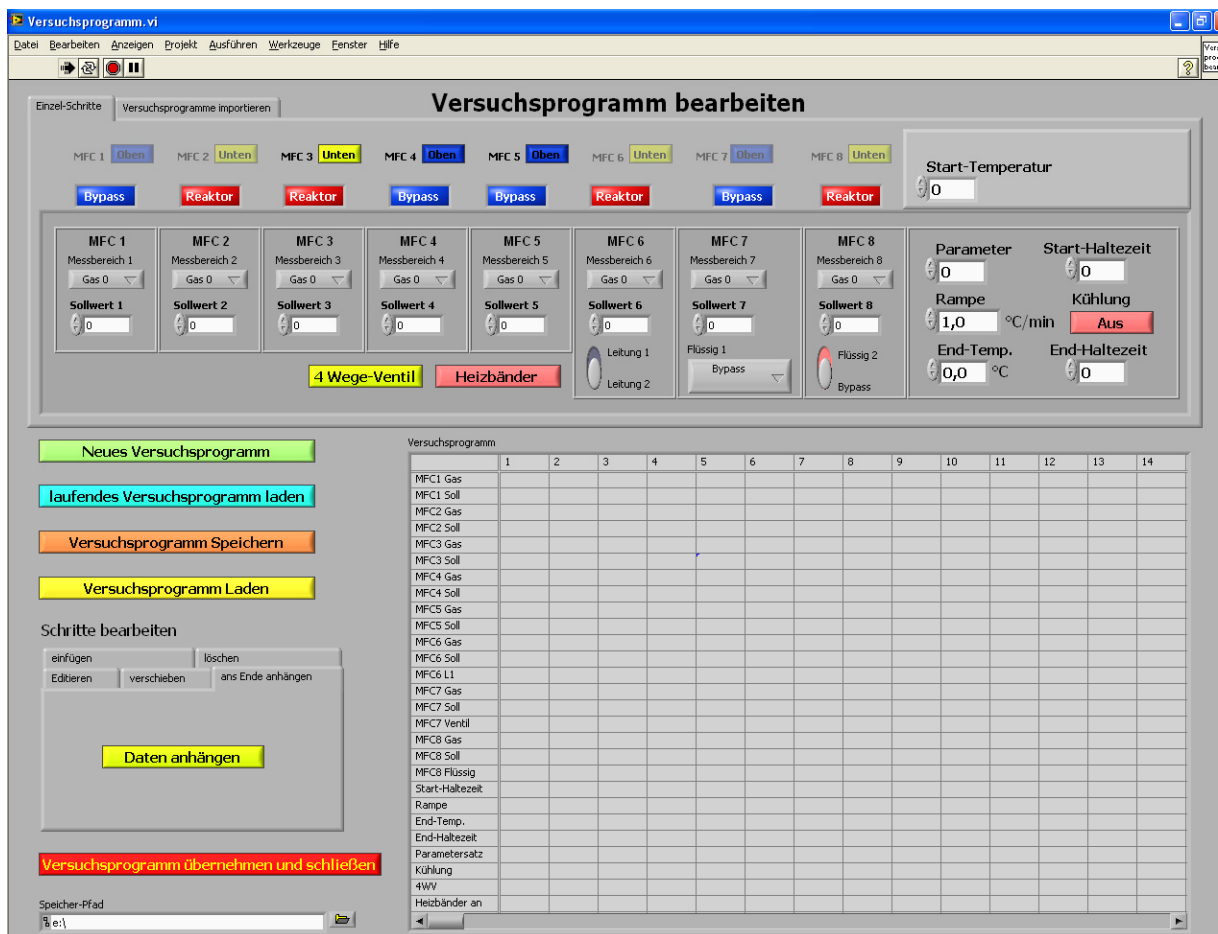 Versuchsprogramm.vi
Datei Bearbeiten Anzeigen Projekt Ausführen Werkzeuge Fenster Hilfe
?
Einzel-Schritte Versuchsprogramme importieren
Versuchsprogramm bearbeiten
MFC 1 Oben MFC 2 Unten MFC 3 Unten MFC 4 Oben MFC 5 Oben MFC 6 Unten MFC 7 Oben MFC 8 Unten
Start-Temperatur
0
Bypass Reaktor Reaktor Bypass Bypass Reaktor Bypass Reaktor
MFC 1 MFC 2 MFC 3 MFC 4 MFC 5 MFC 6 MFC 7 MFC 8
Messbereich 1 Messbereich 2 Messbereich 3 Messbereich 4 Messbereich 5 Messbereich 6 Messbereich 7 Messbereich 8
Gas 0 Gas 0 Gas 0 Gas 0 Gas 0 Gas 0 Gas 0 Gas 0
Sollwert 1 Sollwert 2 Sollwert 3 Sollwert 4 Sollwert 5 Sollwert 6 Sollwert 7 Sollwert 8
0 0 0 0 0 0 0 0
Leitung 1
Leitung 2
Flüssig 1
Bypass
Flüssig 2
Bypass
4 Wege-Ventil Heizbänder
Parameter Start-Haltezeit
0 0
Rampe Kühlung
1,0 °C/min Aus
End-Temp. End-Haltezeit
0,0 °C 0
Neues Versuchsprogramm
laufendes Versuchsprogramm laden
Versuchsprogramm Speichern
Versuchsprogramm Laden
Schritte bearbeiten
einfügen löschen
Editieren verschieben ans Ende anhängen
Daten anhängen
Versuchsprogramm übernehmen und schließen
Speicher-Pfad
e:\
Versuchsprogramm
1 2 3 4 5 6 7 8 9 10 11 12 13 14
MFC1 Gas
MFC1 Soll
MFC2 Gas
MFC2 Soll
MFC3 Gas
MFC3 Soll
MFC4 Gas
MFC4 Soll
MFC5 Gas
MFC5 Soll
MFC6 Gas
MFC6 Soll
MFC6 L1
MFC7 Gas
MFC7 Soll
MFC7 Ventil
MFC8 Gas
MFC8 Soll
MFC8 Flüssig
Start-Haltezeit
Rampe
End-Temp.
End-Haltezeit
Parametersatz
Kühlung
4WV
Heizbänder an